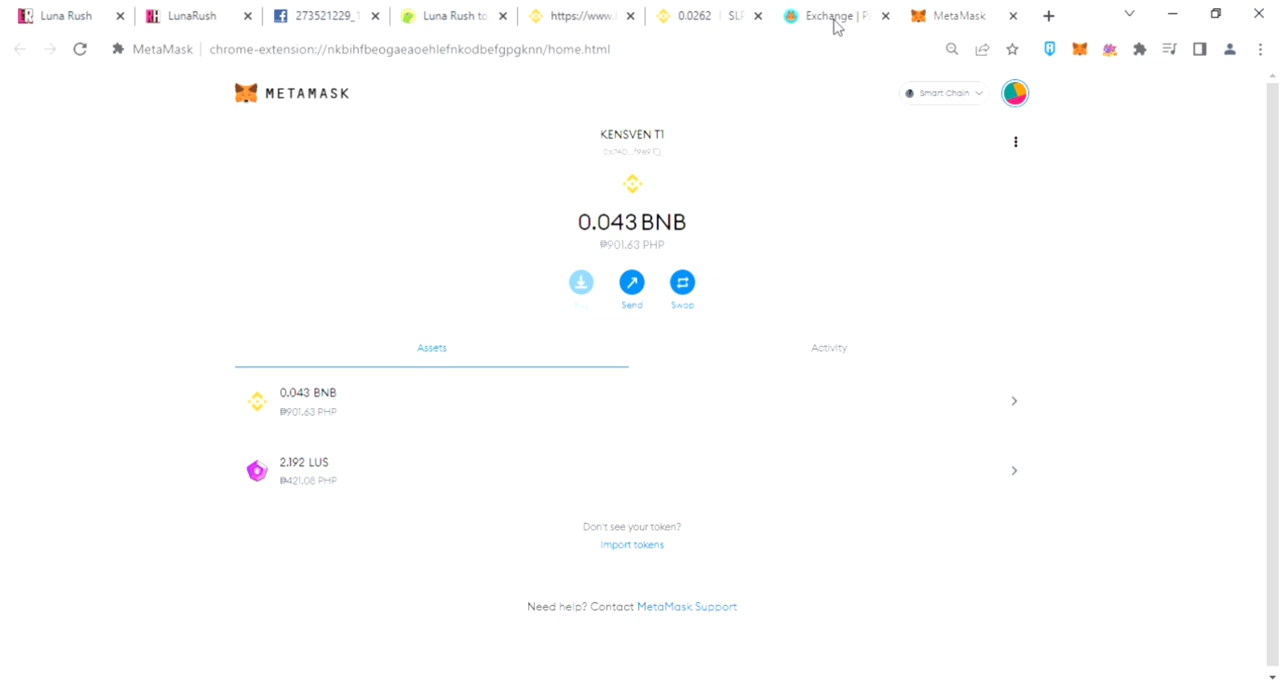 Luna Rush
LunaRush
273521229_1
Luna Rush to
https://www.
0.0262 | SLP
Exchange | Pa
MetaMask
MetaMask | chrome-extension://nkbihfbeogaeaoehlefnkodbefgpgknn/home.html
METAMASK
Smart Chain
KENSVEN T1
0.043 BNB
₱901.63 PHP
Send
Swap
Assets
Activity
0.043 BNB
₱901.63 PHP
2.192 LUS
₱421.08 PHP
Don't see your token?
Import tokens
Need help? Contact MetaMask Support